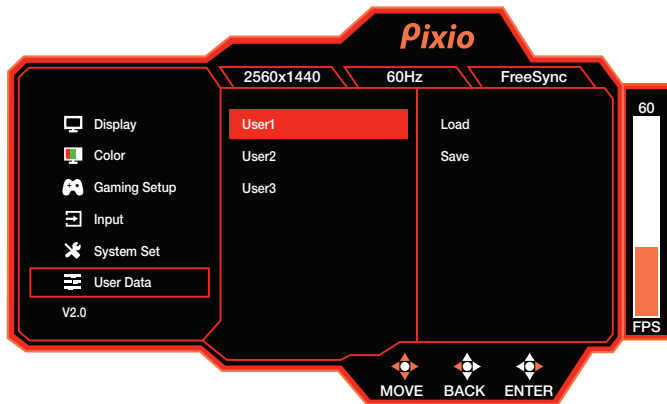 Pixio
2560x1440 60Hz FreeSync
60
Display
Color
Gaming Setup
Input
System Set
User Data
V2.0
User1
User2
User3
Load
Save
FPS
MOVE BACK ENTER